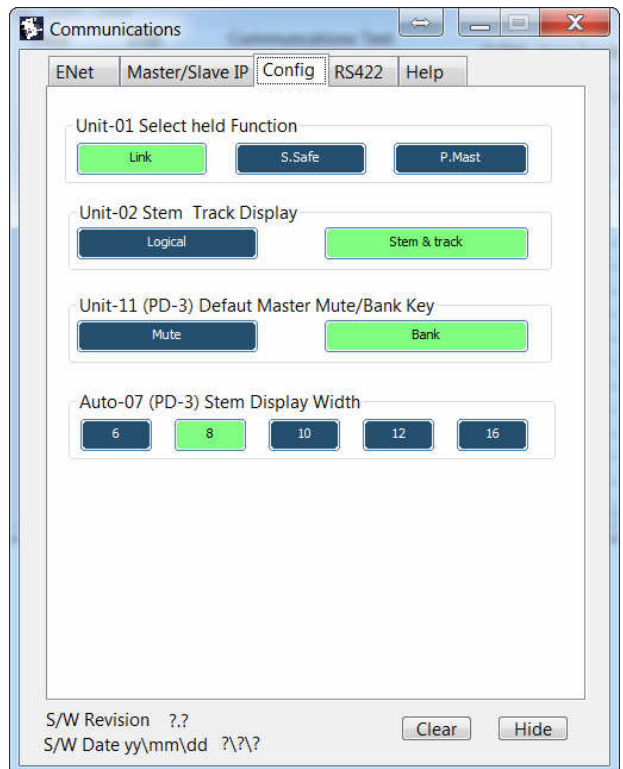 Communications
ENet Master/Slave IP Config RS422 Help
Unit-01 Select held Function
Link S.Safe P.Mast
Unit-02 Stem Track Display
Logical Stem & track
Unit-11 (PD-3) Defaut Master Mute/Bank Key
Mute Bank
Auto-07 (PD-3) Stem Display Width
6 8 10 12 16
S/W Revision ?.?
Clear Hide
S/W Date yy\mm\dd ?\?\?